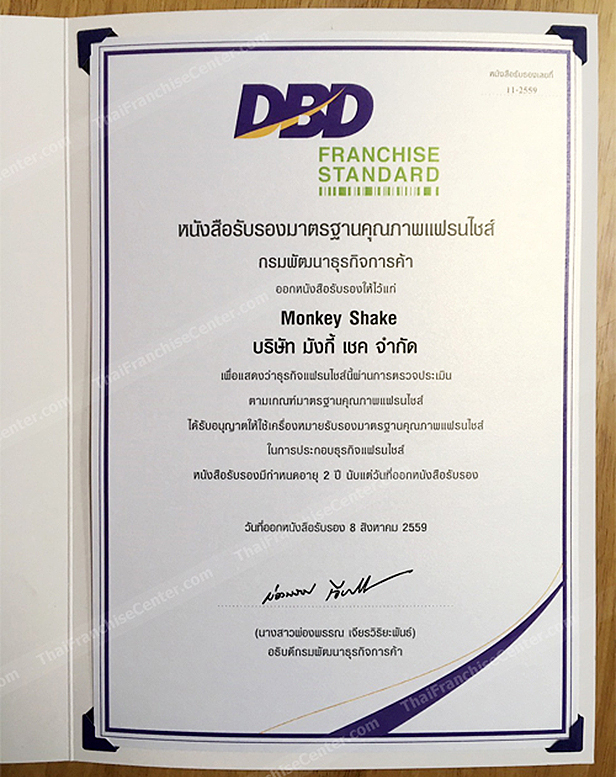 หนังสือรับรองเลขที่
11-2559
DBD
FRANCHISE
STANDARD
หนังสือรับรองมาตรฐานคุณภาพแฟรนไชส์
กรมพัฒนาธุรกิจการค้า
ออกหนังสือรับรองให้ไว้แก่
Monkey Shake
บริษัท มังกี้ เชค จำกัด
เพื่อแสดงว่าธุรกิจแฟรนไชส์นี้ผ่านการตรวจประเมิน
ตามเกณฑ์มาตรฐานคุณภาพแฟรนไชส์
ได้รับอนุญาตให้ใช้เครื่องหมายรับรองมาตรฐานคุณภาพแฟรนไชส์
ในการประกอบธุรกิจแฟรนไชส์
หนังสือรับรองมีกำหนดอายุ 2 ปี นับแต่วันที่ออกหนังสือรับรอง
วันที่ออกหนังสือรับรอง 8 สิงหาคม 2559
(นางสาวผ่องพรรณ เจียรวิริยะพันธ์)
อธิบดีกรมพัฒนาธุรกิจการค้า
ThaiFranchiseCenter.com